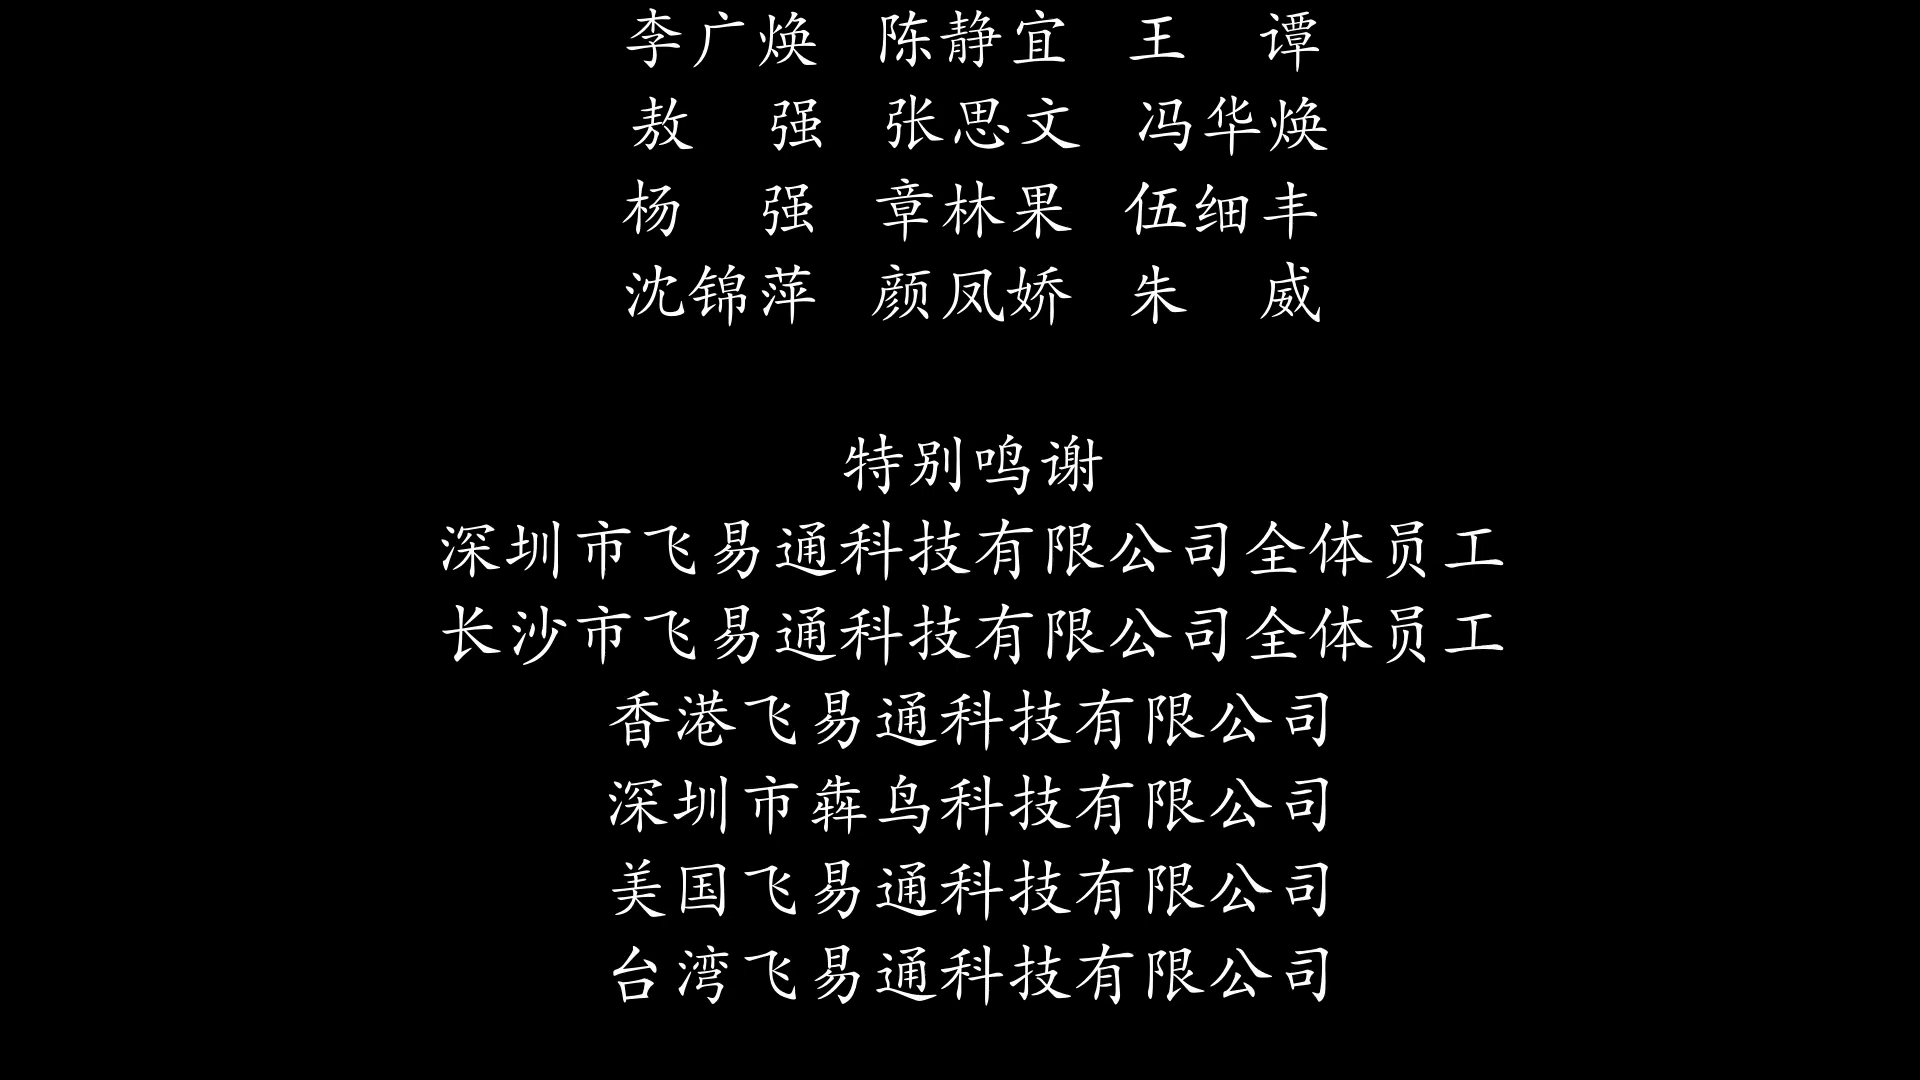 李广焕 陈静宜 王 谭
敖 强 张思文 冯华焕
杨 强 章林果 伍细丰
沈锦萍 颜凤娇 朱 威
特别鸣谢
深圳市飞易通科技有限公司全体员工
长沙市飞易通科技有限公司全体员工
香港飞易通科技有限公司
深圳市犇鸟科技有限公司
美国飞易通科技有限公司
台湾飞易通科技有限公司